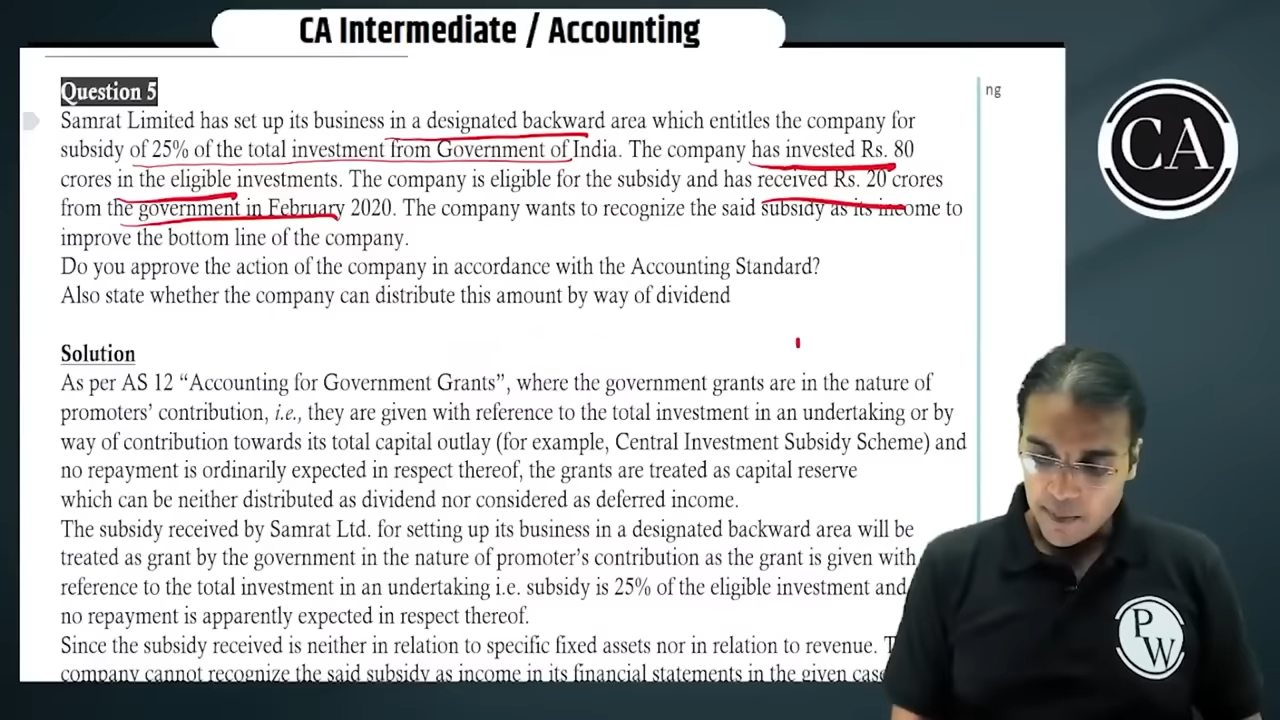 CA Intermediate / Accounting
Question 5
ng
Samrat Limited has set up its business in a designated backward area which entitles the company for
subsidy of 25% of the total investment from Government of India. The company has invested Rs. 80
crores in the eligible investments. The company is eligible for the subsidy and has received Rs. 20 crores
from the government in February 2020. The company wants to recognize the said subsidy as its income to
improve the bottom line of the company.
Do you approve the action of the company in accordance with the Accounting Standard?
Also state whether the company can distribute this amount by way of dividend
Solution
As per AS 12 “Accounting for Government Grants”, where the government grants are in the nature of
promoters’ contribution, i.e., they are given with reference to the total investment in an undertaking or by
way of contribution towards its total capital outlay (for example, Central Investment Subsidy Scheme) and
no repayment is ordinarily expected in respect thereof, the grants are treated as capital reserve
which can be neither distributed as dividend nor considered as deferred income.
The subsidy received by Samrat Ltd. for setting up its business in a designated backward area will be
treated as grant by the government in the nature of promoter’s contribution as the grant is given with
reference to the total investment in an undertaking i.e. subsidy is 25% of the eligible investment and
no repayment is apparently expected in respect thereof.
Since the subsidy received is neither in relation to specific fixed assets nor in relation to revenue.
company cannot recognize the said subsidy as income in its financial statements in the given case
CA
PW